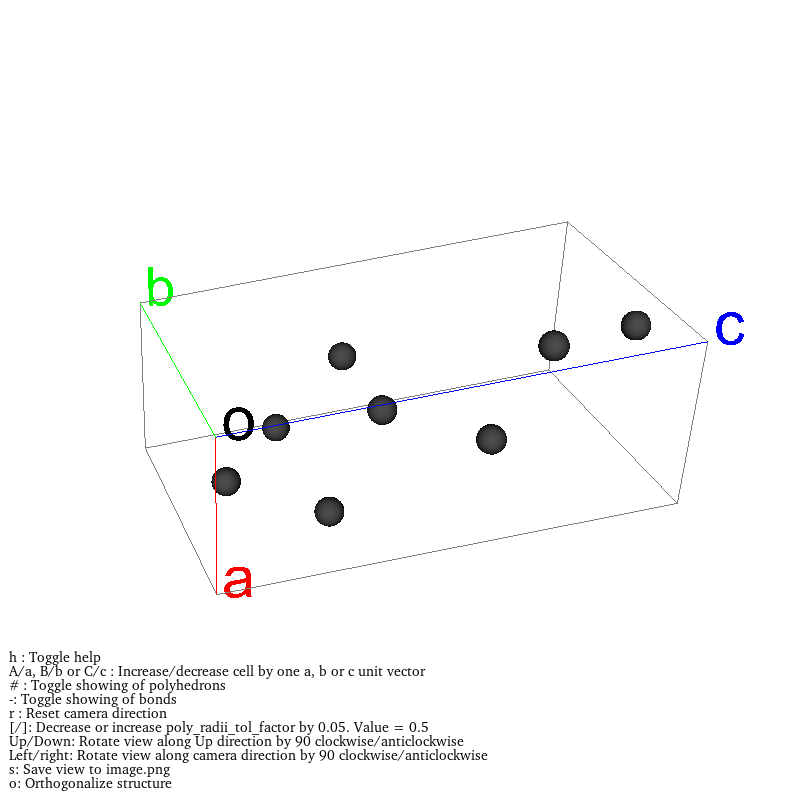 b
c
o
a
h : Toggle help
A/a, B/b or C/c : Increase/decrease cell by one a, b or c unit vector
# : Toggle showing of polyhedrons
-: Toggle showing of bonds
r : Reset camera direction
[/]: Decrease or increase poly_radii_tol_factor by 0.05. Value = 0.5
Up/Down: Rotate view along Up direction by 90 clockwise/anticlockwise
Left/right: Rotate view along camera direction by 90 clockwise/anticlockwise
s: Save view to image.png
o: Orthogonalize structure